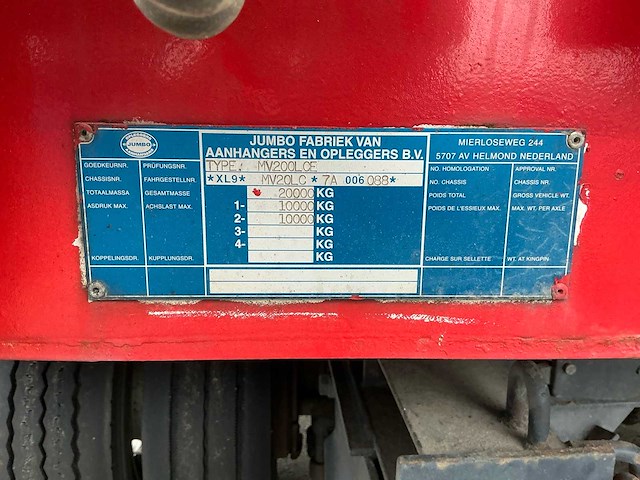 JUMBO
JUMBO FABRIEK VAN
AANHANGERS EN OPLEGGERS B.V.
MIERLOSEWEG 244
5707 AV HELMOND NEDERLAND
GOEDKEURNR. PRÜFUNGSNR. TYPE: MV200LCE NO. HOMOLOGATION APPROVAL NR.
CHASSISNR. FAHRGESTELLNR. *XL9* MV20LC * 7A 006 088* NO. CHASSIS CHASSIS NR.
TOTAALMASSA GESAMTMASSE 20000 KG POIDS TOTAL GROSS VEHICLE WT.
ASDRUK MAX. ACHSLAST MAX. 1- 10000 KG POIDS DE L'ESSIEUX MAX. MAX. WT. PER AXLE
2- 10000 KG
3- KG
4- KG
KOPPELINGSDR. KUPPLUNGSDR. KG CHARGE SUR SELLETTE WT. AT KINGPIN